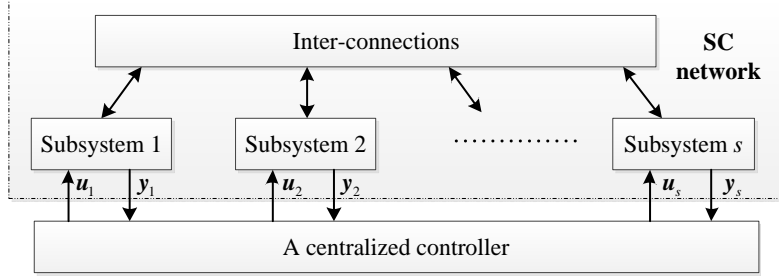 Inter-connections
SC
network
Subsystem 1
Subsystem 2
..............
Subsystem s
u1
y1
u2
y2
us
ys
A centralized controller